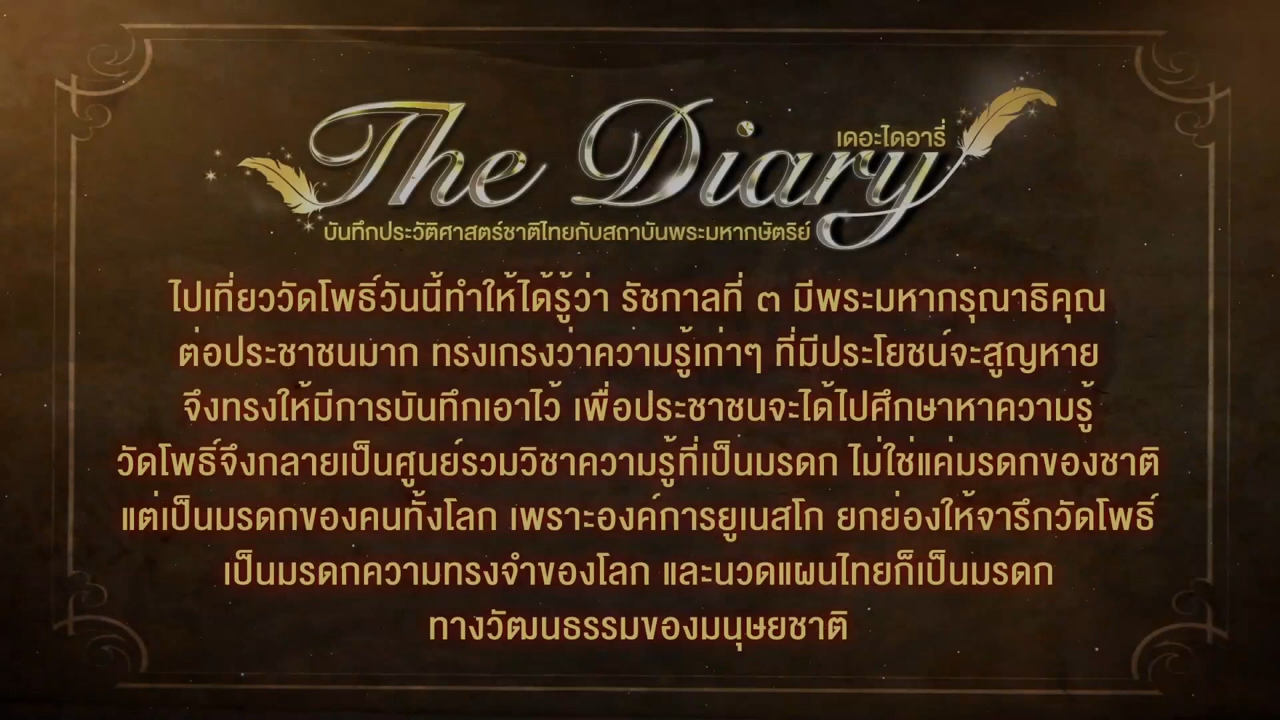 The Diary
เดอะไดอารี่
บันทึกประวัติศาสตร์ชาติไทยกับสถาบันพระมหากษัตริย์
ไปเที่ยววัดโพธิ์วันนี้ทำให้ได้รู้ว่า รัชกาลที่ ๓ มีพระมหากรุณาธิคุณ
ต่อประชาชนมาก ทรงเกรงว่าความรู้เก่าๆ ที่มีประโยชน์จะสูญหาย
จึงทรงให้มีการบันทึกเอาไว้ เพื่อประชาชนจะได้ไปศึกษาหาความรู้
วัดโพธิ์จึงกลายเป็นศูนย์รวมวิชาความรู้ที่เป็นมรดก ไม่ใช่แค่มรดกของชาติ
แต่เป็นมรดกของคนทั้งโลก เพราะองค์การยูเนสโก ยกย่องให้จารึกวัดโพธิ์
เป็นมรดกความทรงจำของโลก และนวดแผนไทยก็เป็นมรดก
ทางวัฒนธรรมของมนุษยชาติ